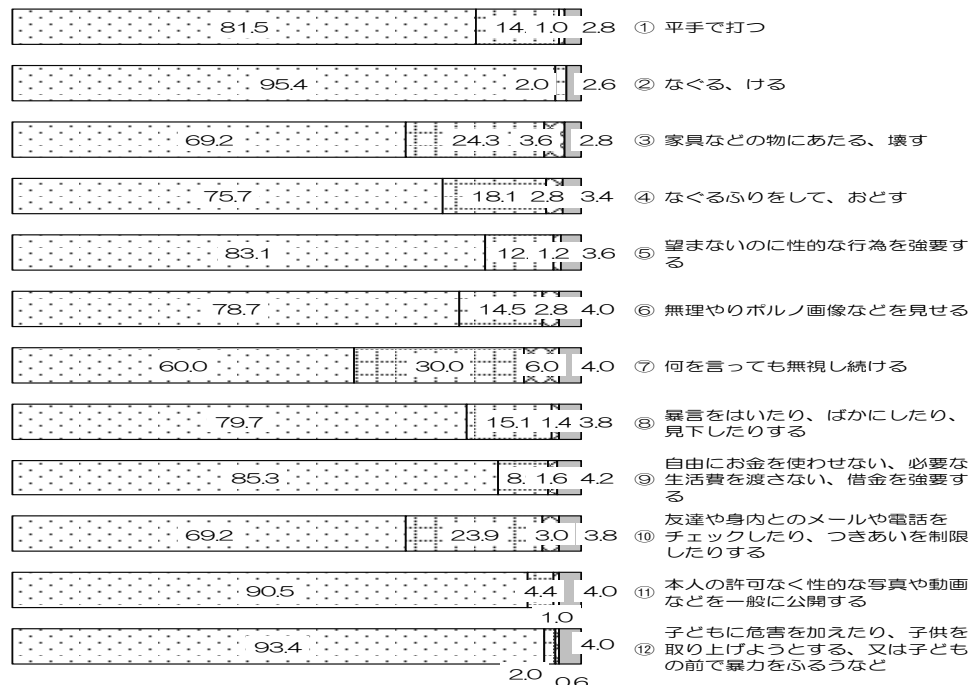 81.5 14. 1.0 2.8 ① 平手で打つ
95.4 2.0 2.6 ② なぐる、ける
69.2 24.3 3.6 2.8 ③ 家具などの物にあたる、壊す
75.7 18.1 2.8 3.4 ④ なぐるふりをして、おどす
83.1 12. 1.2 3.6 ⑤ 望まないのに性的な行為を強要す
る
78.7 14.5 2.8 4.0 ⑥ 無理やりポルノ画像などを見せる
60.0 30.0 6.0 4.0 ⑦ 何を言っても無視し続ける
79.7 15.1 1.4 3.8 ⑧ 暴言をはいたり、ばかにしたり、
見下したりする
自由にお金を使わせない、必要な
85.3 8. 1.6 4.2 ⑨ 生活費を渡さない、借金を強要す
る
友達や身内とのメールや電話を
69.2 23.9 3.0 3.8 ⑩ チェックしたり、つきあいを制限
したりする
90.5 4.4 4.0 ⑪ 本人の許可なく性的な写真や動画
などを一般に公開する
1.0
子どもに危害を加えたり、子供を
93.4 4.0 ⑫ 取り上げようとする、又は子ども
の前で暴力をふるうなど
2.0 0.6